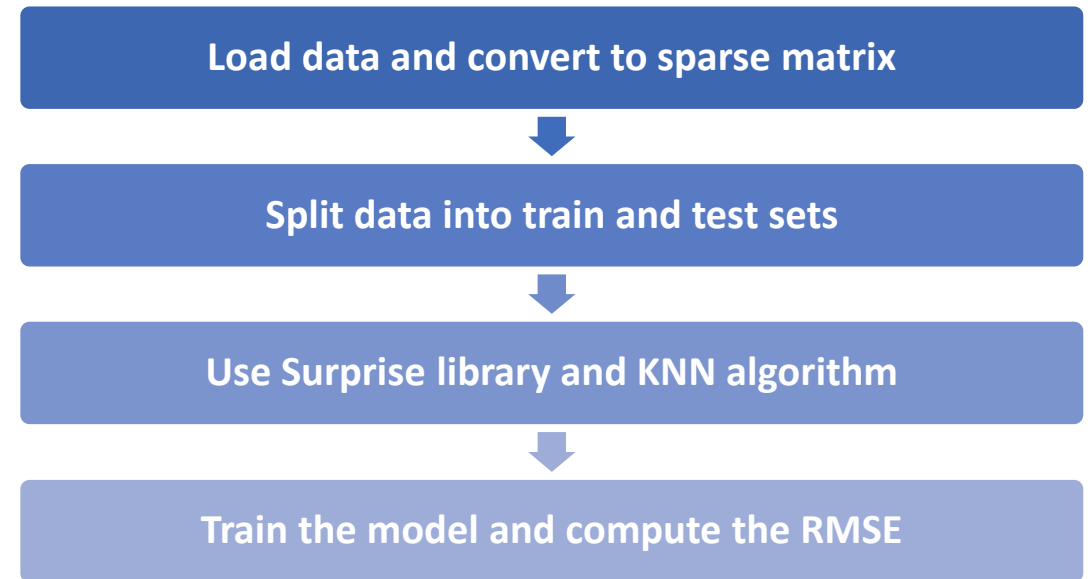 Load data and convert to sparse matrix
Split data into train and test sets
Use Surprise library and KNN algorithm
Train the model and compute the RMSE